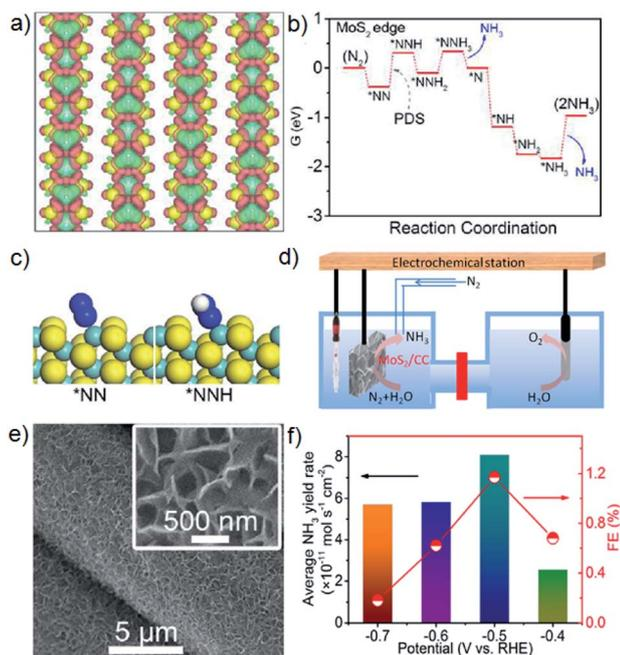 a)
b)
MoS2 edge
(N2)
*NN
*NNH
*NNH2
*NNH3
NH3
*N
PDS
*NH
*NH2
*NH3
(2NH3)
NH3
G (eV)
1
0
-1
-2
-3
Reaction Coordination
c)
*NN
*NNH
d)
Electrochemical station
N2
NH3
MoS2/CC
N2+H2O
O2
H2O
e)
500 nm
5 μm
f)
Average NH3 yield rate
(×10-11 mol s-1 cm-2)
8
6
4
2
0
FE (%)
1.2
0.8
0.4
0.0
-0.7 -0.6 -0.5 -0.4
Potential (V vs. RHE)